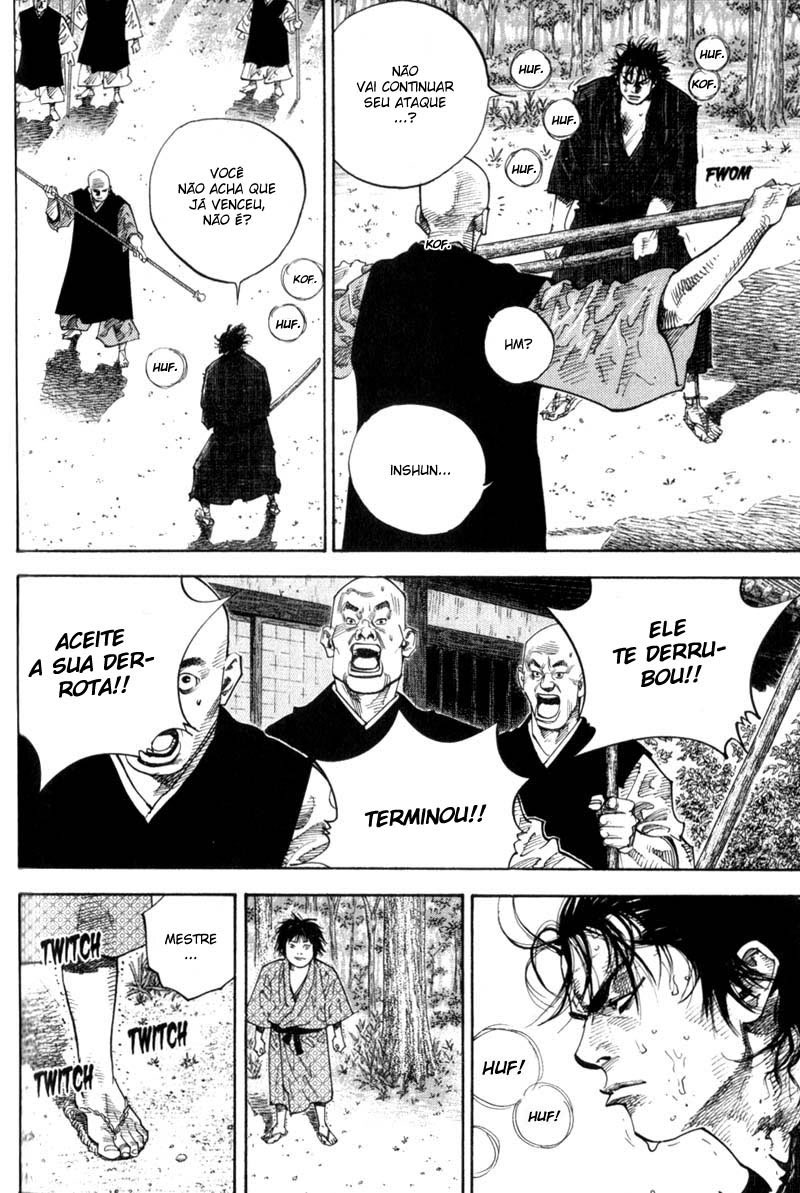 VOCÊ
NÃO ACHA QUE
JÁ VENCEU,
NÃO É?
KOF.
HUF.
HUF.
NÃO
VAI CONTINUAR
SEU ATAQUE
...?
HUF.
KOF.
HUF.
HUF.
FWOM
KOF.
HM?
INSHUN...
ACEITE
A SUA DER-
ROTA!!
TERMINOU!!
ELE
TE DERRU-
BOU!!
MESTRE...
TWITCH
TWITCH
TWITCH
HUF!
HUF!